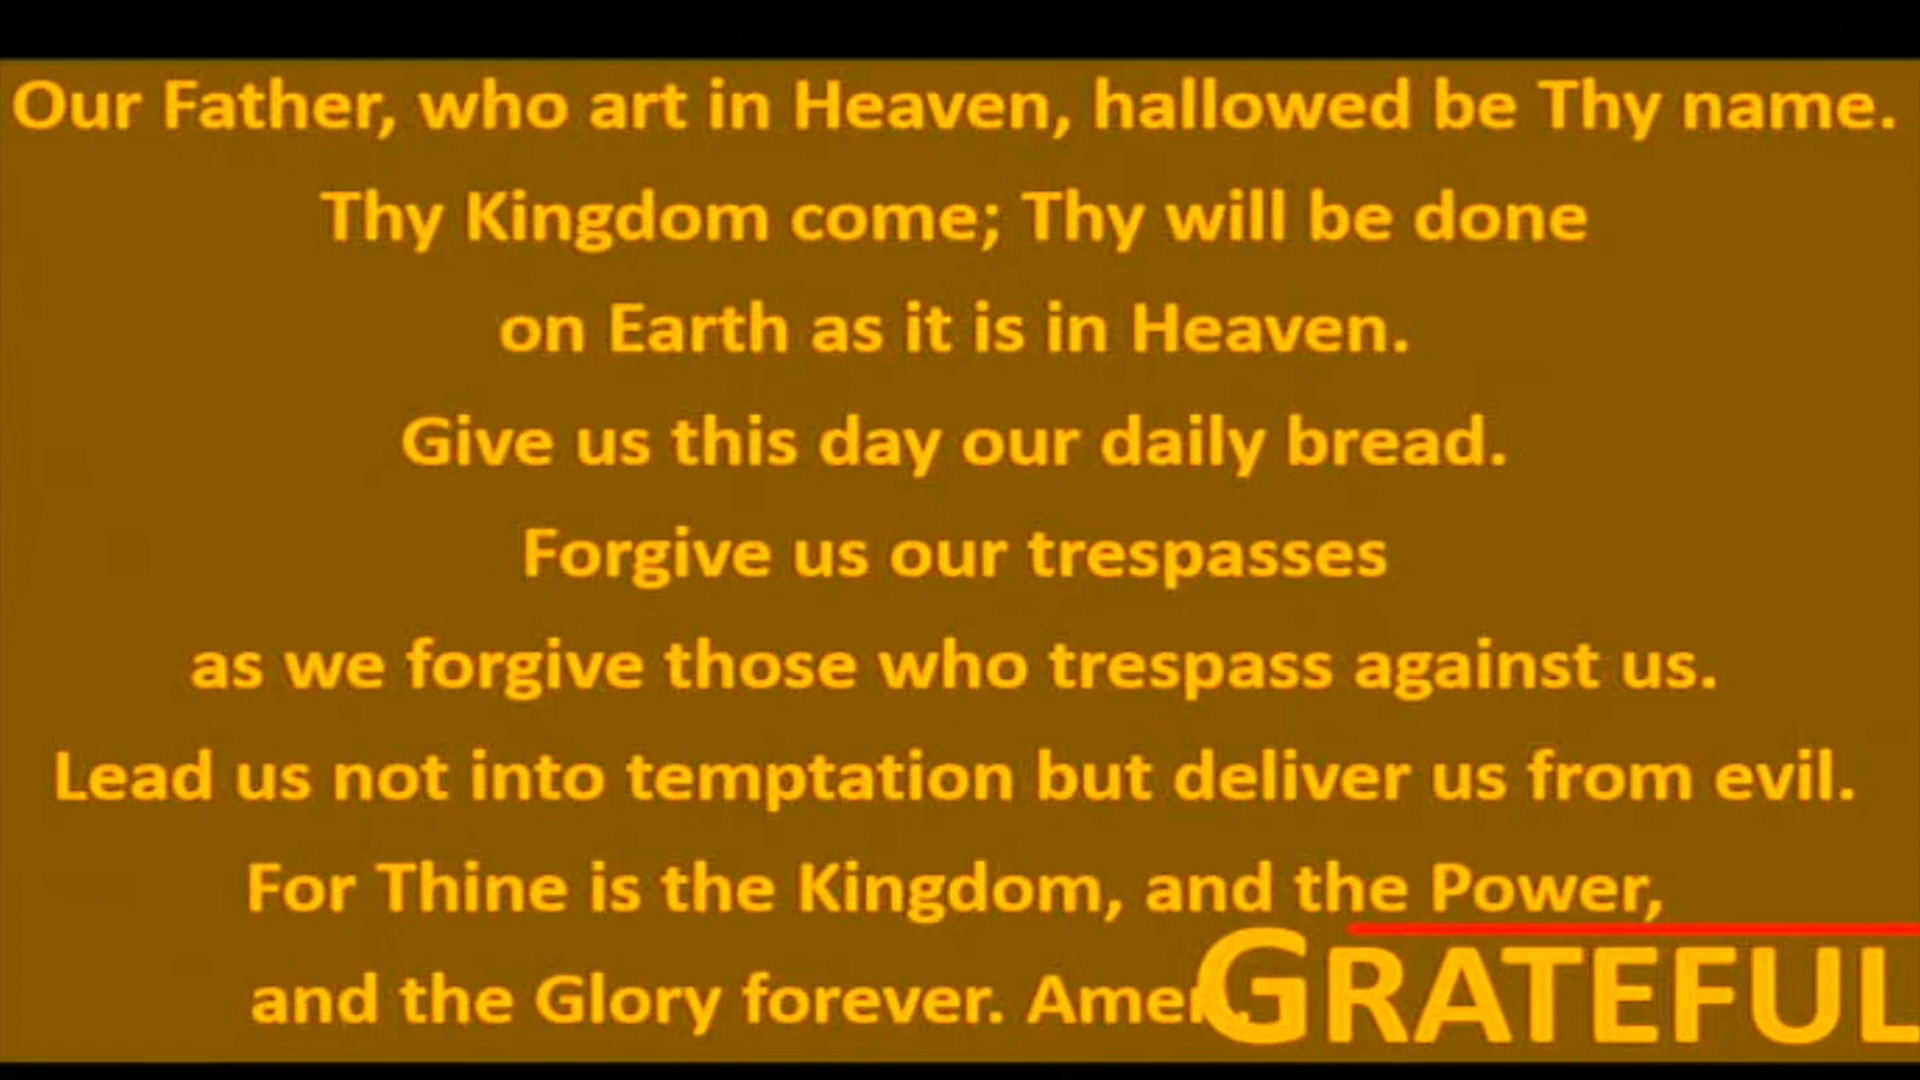 Our Father, who art in Heaven, hallowed be Thy name.
Thy Kingdom come; Thy will be done
on Earth as it is in Heaven.
Give us this day our daily bread.
Forgive us our trespasses
as we forgive those who trespass against us.
Lead us not into temptation but deliver us from evil.
For Thine is the Kingdom, and the Power,
and the Glory forever. Amen.
GRATEFUL